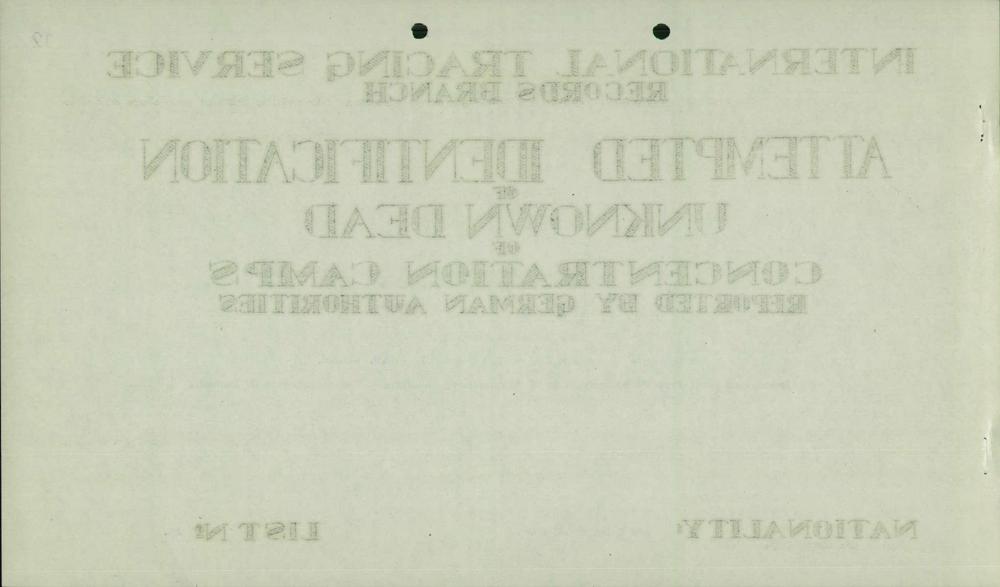 INTERNATIONAL TRACING SERVICE
RECORDS BRANCH
ATTEMPTED IDENTIFICATION
OF
UNKNOWN DEAD
OF
CONCENTRATION CAMPS
REPORTED BY GERMAN AUTHORITIES
NATIONALITY: LIST Nº